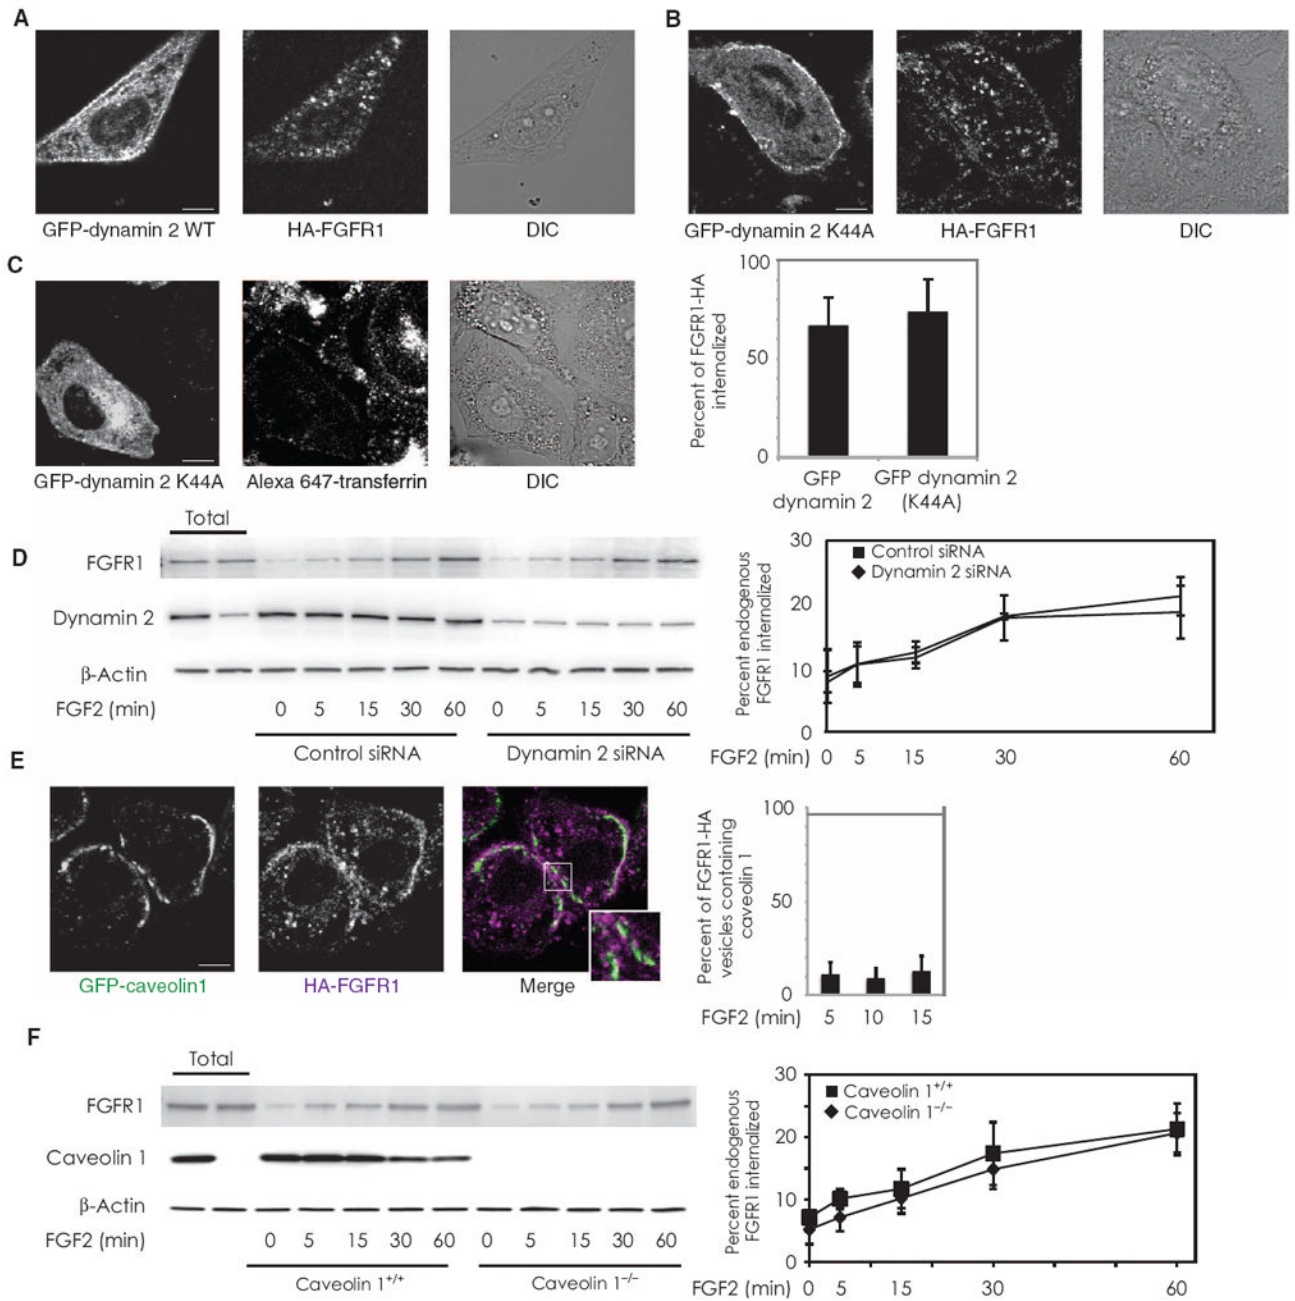 A
GFP-dynamin 2 WT
HA-FGFR1
DIC
B
GFP-dynamin 2 K44A
HA-FGFR1
DIC
C
GFP-dynamin 2 K44A
Alexa 647-transferrin
DIC
Percent of FGFR1-HA
internalized
100
50
0
GFP
dynamin 2
GFP dynamin 2
(K44A)
D
Total
FGFR1
Dynamin 2
β-Actin
FGF2 (min)
0 5 15 30 60 0 5 15 30 60
Control siRNA
Dynamin 2 siRNA
Percent endogenous
FGFR1 internalized
30
20
10
0
Control siRNA
Dynamin 2 siRNA
FGF2 (min) 0 5 15 30 60
E
GFP-caveolin1
HA-FGFR1
Merge
Percent of FGFR1-HA
vesicles containing
caveolin 1
100
50
0
FGF2 (min) 5 10 15
F
Total
FGFR1
Caveolin 1
β-Actin
FGF2 (min)
0 5 15 30 60 0 5 15 30 60
Caveolin 1+/+
Caveolin 1−/−
Percent endogenous
FGFR1 internalized
30
20
10
0
Caveolin 1+/+
Caveolin 1−/−
FGF2 (min) 0 5 15 30 60